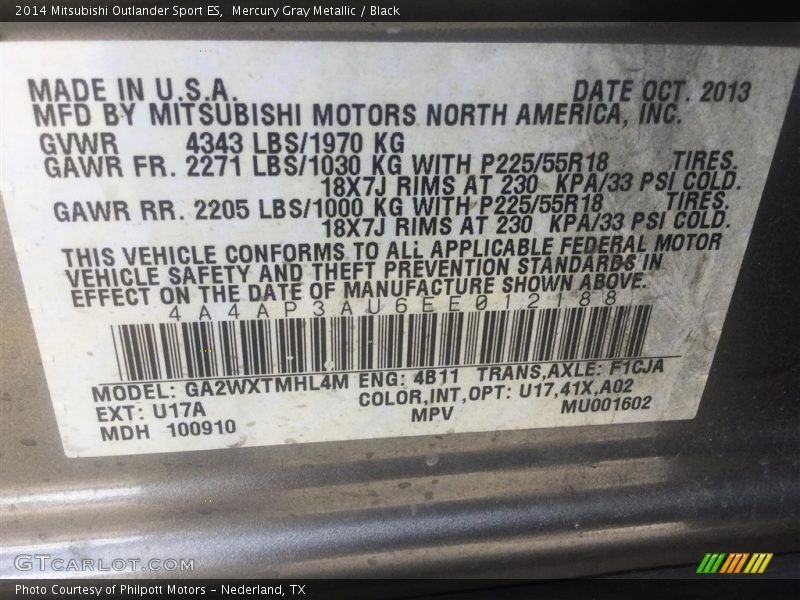 2014 Mitsubishi Outlander Sport ES,  Mercury Gray Metallic / Black
MADE IN U.S.A. DATE OCT. 2013
MFD BY MITSUBISHI MOTORS NORTH AMERICA, INC.
GVWR 4343 LBS/1970 KG
GAWR FR. 2271 LBS/1030 KG WITH P225/55R18 TIRES.
18X7J RIMS AT 230 KPA/33 PSI COLD.
GAWR RR. 2205 LBS/1000 KG WITH P225/55R18 TIRES.
18X7J RIMS AT 230 KPA/33 PSI COLD.
THIS VEHICLE CONFORMS TO ALL APPLICABLE FEDERAL MOTOR
VEHICLE SAFETY AND THEFT PREVENTION STANDARDS IN
EFFECT ON THE DATE OF MANUFACTURE SHOWN ABOVE.
4A4AP3AU6EE012188
MODEL: GA2WXTMHL4M ENG: 4B11 TRANS,AXLE: F1CJA
EXT: U17A COLOR,INT,OPT: U17,41X,A02
MDH 100910 MPV MU001602
GTCarLot.com
Photo Courtesy of Philpott Motors - Nederland, TX